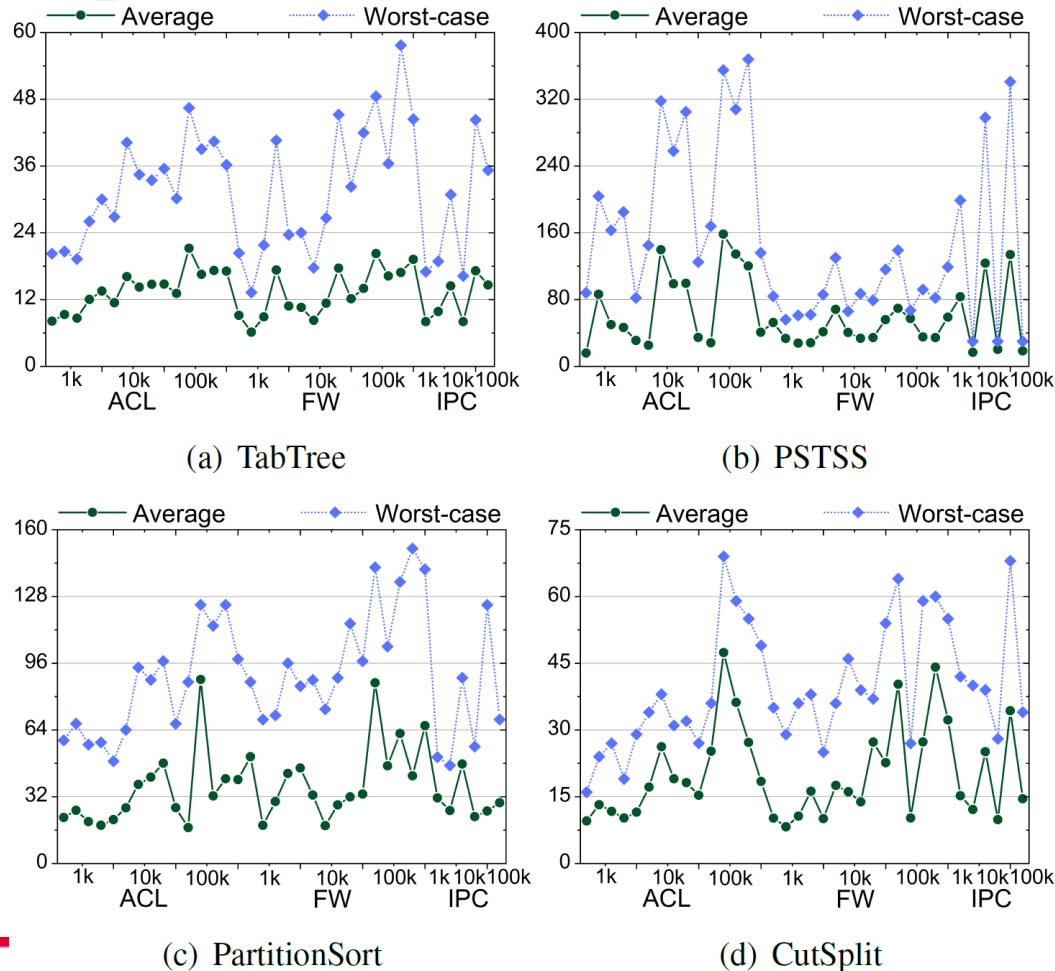 Average Worst-case
60
48
36
24
12
0
1k 10k 100k 1k 10k 100k 1k 10k 100k
ACL FW IPC
(a) TabTree
Average Worst-case
400
320
240
160
80
0
1k 10k 100k 1k 10k 100k 1k 10k 100k
ACL FW IPC
(b) PSTSS
Average Worst-case
160
128
96
64
32
0
1k 10k 100k 1k 10k 100k 1k 10k 100k
ACL FW IPC
(c) PartitionSort
Average Worst-case
75
60
45
30
15
0
1k 10k 100k 1k 10k 100k 1k 10k 100k
ACL FW IPC
(d) CutSplit